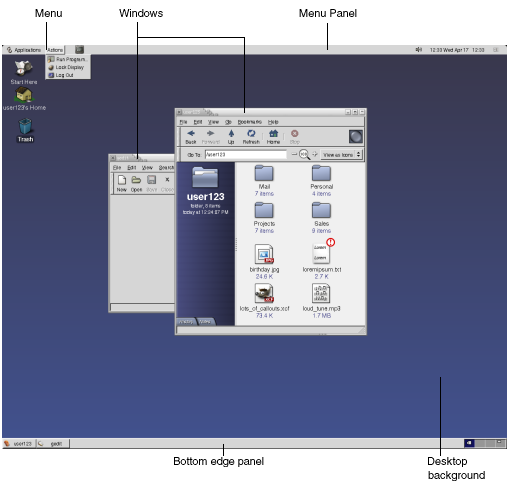 Menu Windows Menu Panel
Applications Actions 12:03 Wed Apr 17 12:03
Run Program...
Lock Display
Log Out
Start Here
user123's Home
Trash
File Edit View Search
New Open Save Close
File Edit View Go Bookmarks Help
Back Forward Up Refresh Home Stop
Go To: /user123 View as Icons
user123
folder, 8 items
today at 12:04:07 PM
Mail Personal
7 items 4 items
Projects Sales
7 items 9 items
birthday.jpg loremipsum.txt
24.6 K 2.7 K
lots_of_callouts.xcf loud_tune.mp3
73.4 K 1.7 MB
user123 gedit
Bottom edge panel
Desktop
background